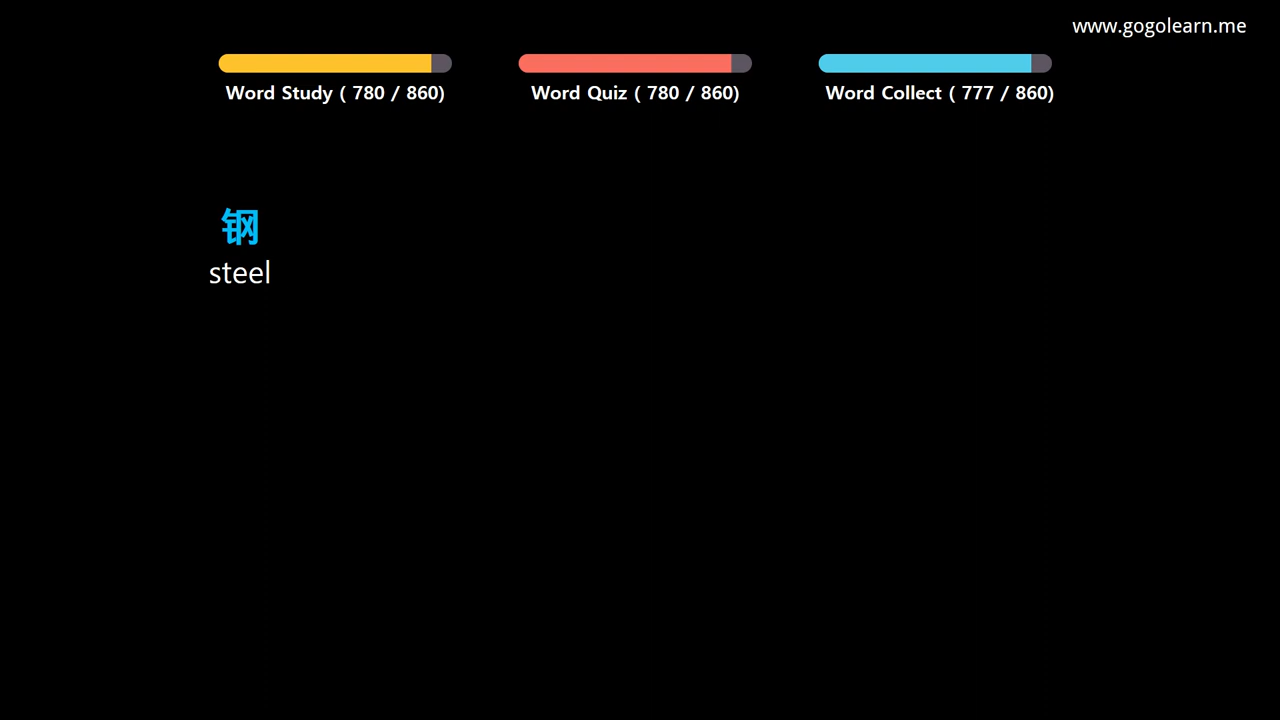 www.gogolearn.me
Word Study ( 780 / 860)
Word Quiz ( 780 / 860)
Word Collect ( 777 / 860)
钢
steel